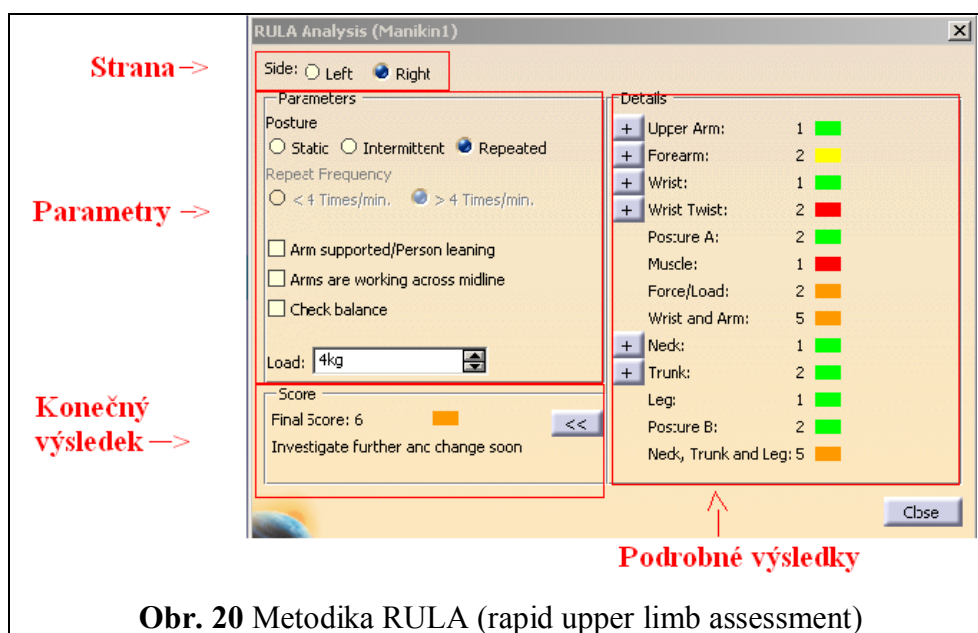 RULA Analysis (Manikin1)
Strana –>
Side: Left Right
Parameters
Posture
Static Intermittent Repeated
Repeat Frequency
< 4 Times/min. > 4 Times/min.
Parametry –>
Arm supported/Person leaning
Arms are working across midline
Check balance
Load: 4kg
Konečný
výsledek –>
Score
Final Score: 6
<<
Investigate further anc change soon
Details
+ Upper Arm: 1
+ Forearm: 2
+ Wrist: 1
+ Wrist Twist: 2
Posture A: 2
Muscle: 1
Force/Load: 2
Wrist and Arm: 5
+ Neck: 1
+ Trunk: 2
Leg: 1
Posture B: 2
Neck, Trunk and Leg: 5
Close
Podrobné výsledky
Obr. 20 Metodika RULA (rapid upper limb assessment)